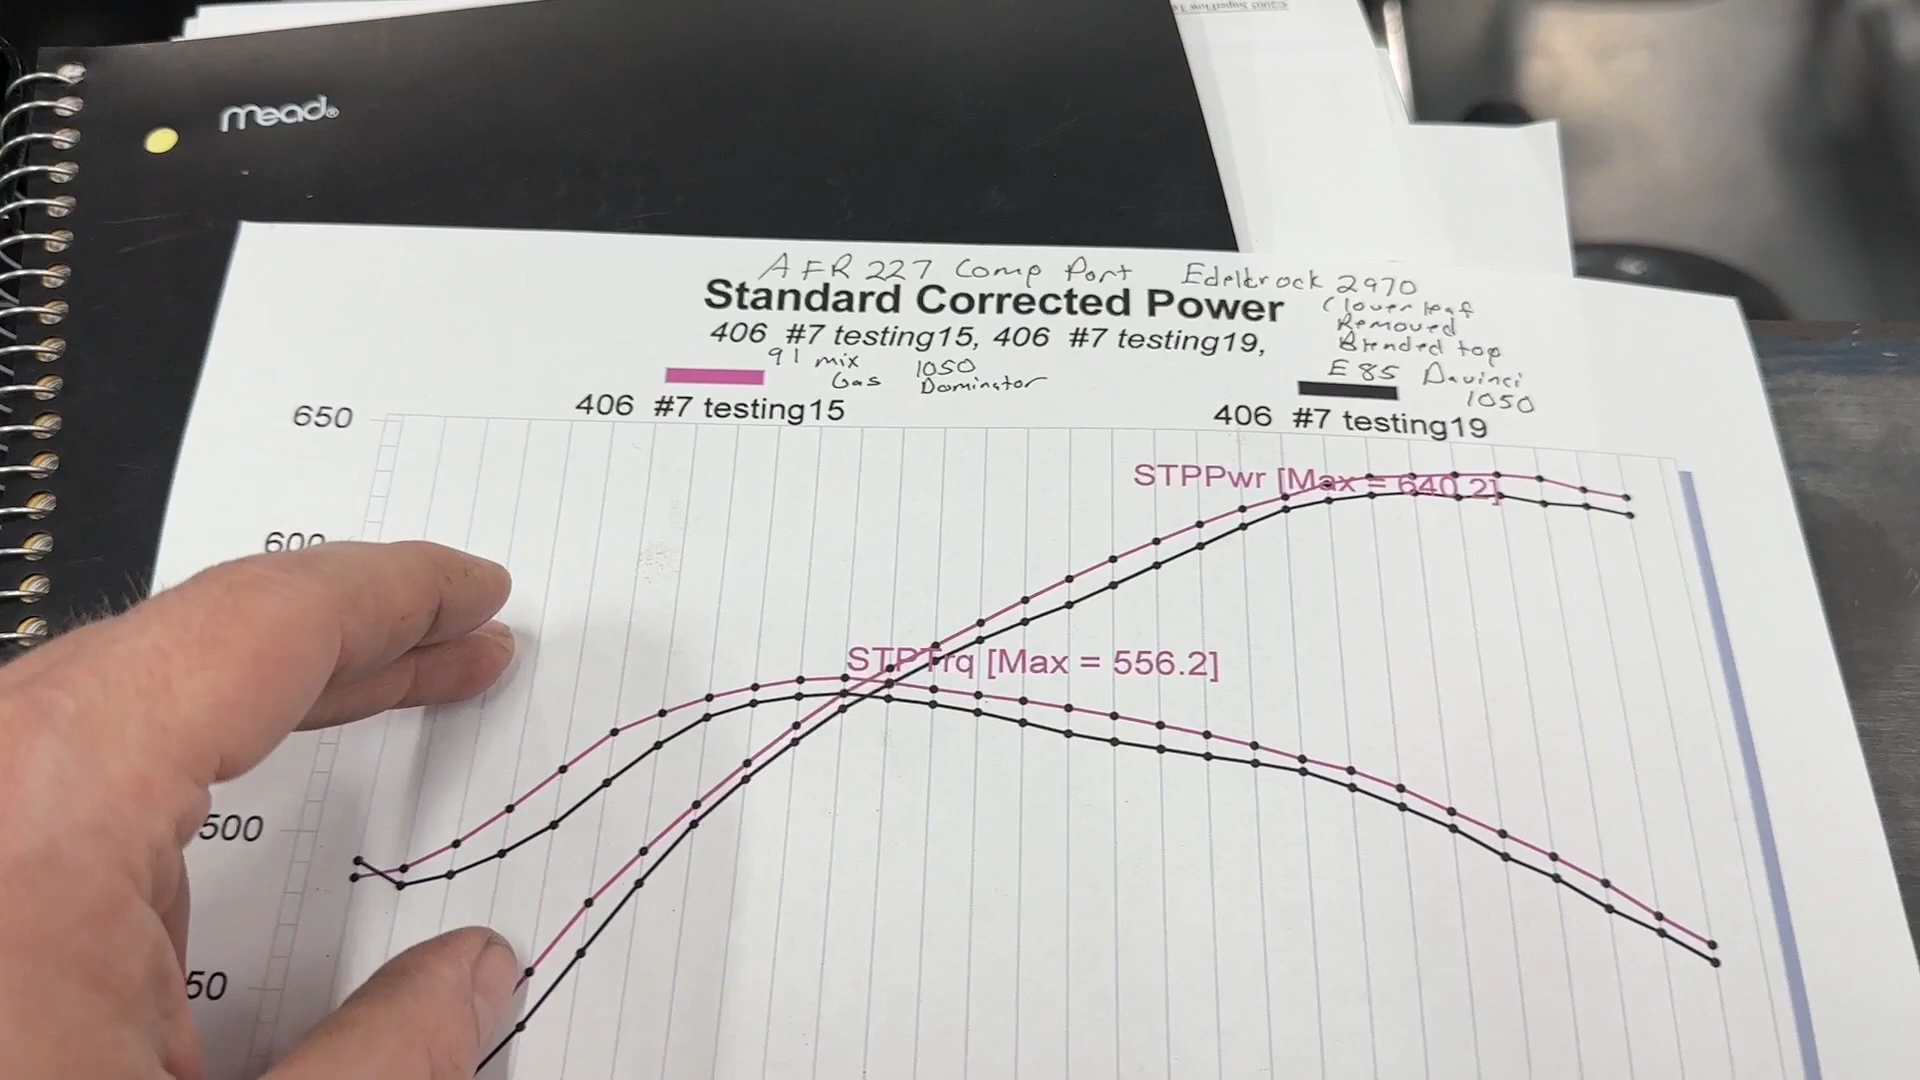 mead®
AFR 227 Comp Port Edelbrock 2970
Standard Corrected Power
Cloverleaf
Removed
Blended top
406 #7 testing15, 406 #7 testing19,
91 mix
Gas
1050
Dominator
E85 Davinci
1050
406 #7 testing15
406 #7 testing19
650
STPPwr [Max = 640.2]
600
STPTrq [Max = 556.2]
500
50